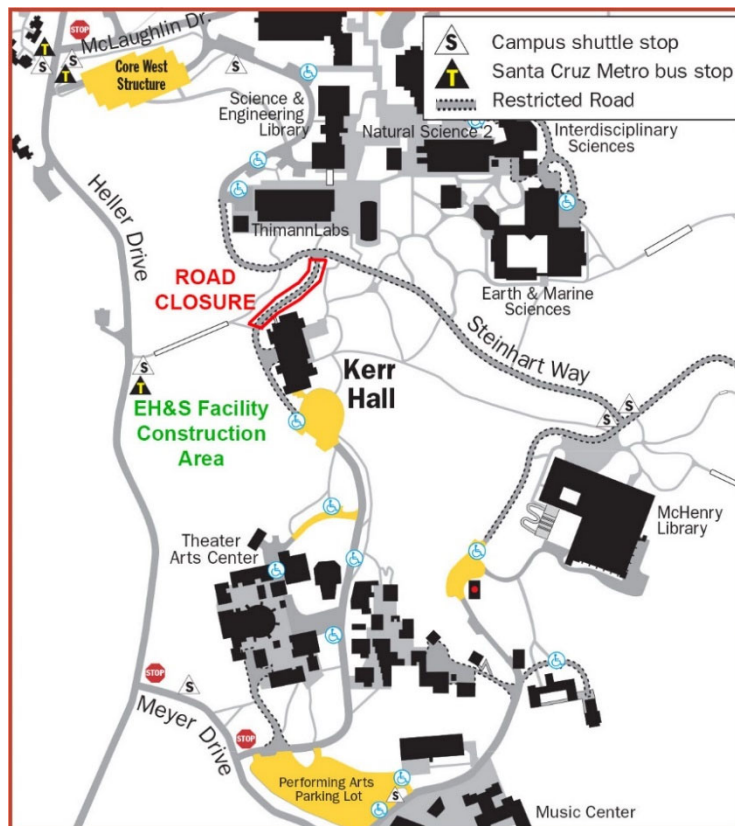 STOP
McLaughlin Dr.
T
S
S
T
S
Core West
Structure
S
Campus shuttle stop
T
Santa Cruz Metro bus stop
Restricted Road
Science &
Engineering
Library
Natural Science 2
Interdisciplinary
Sciences
Heller Drive
ThimannLabs
ROAD
CLOSURE
Earth & Marine
Sciences
Steinhart Way
S
T
Kerr
Hall
EH&S Facility
Construction
Area
S
S
McHenry
Library
Theater
Arts Center
STOP
S
Meyer Drive
STOP
Performing Arts
Parking Lot
S
Music Center